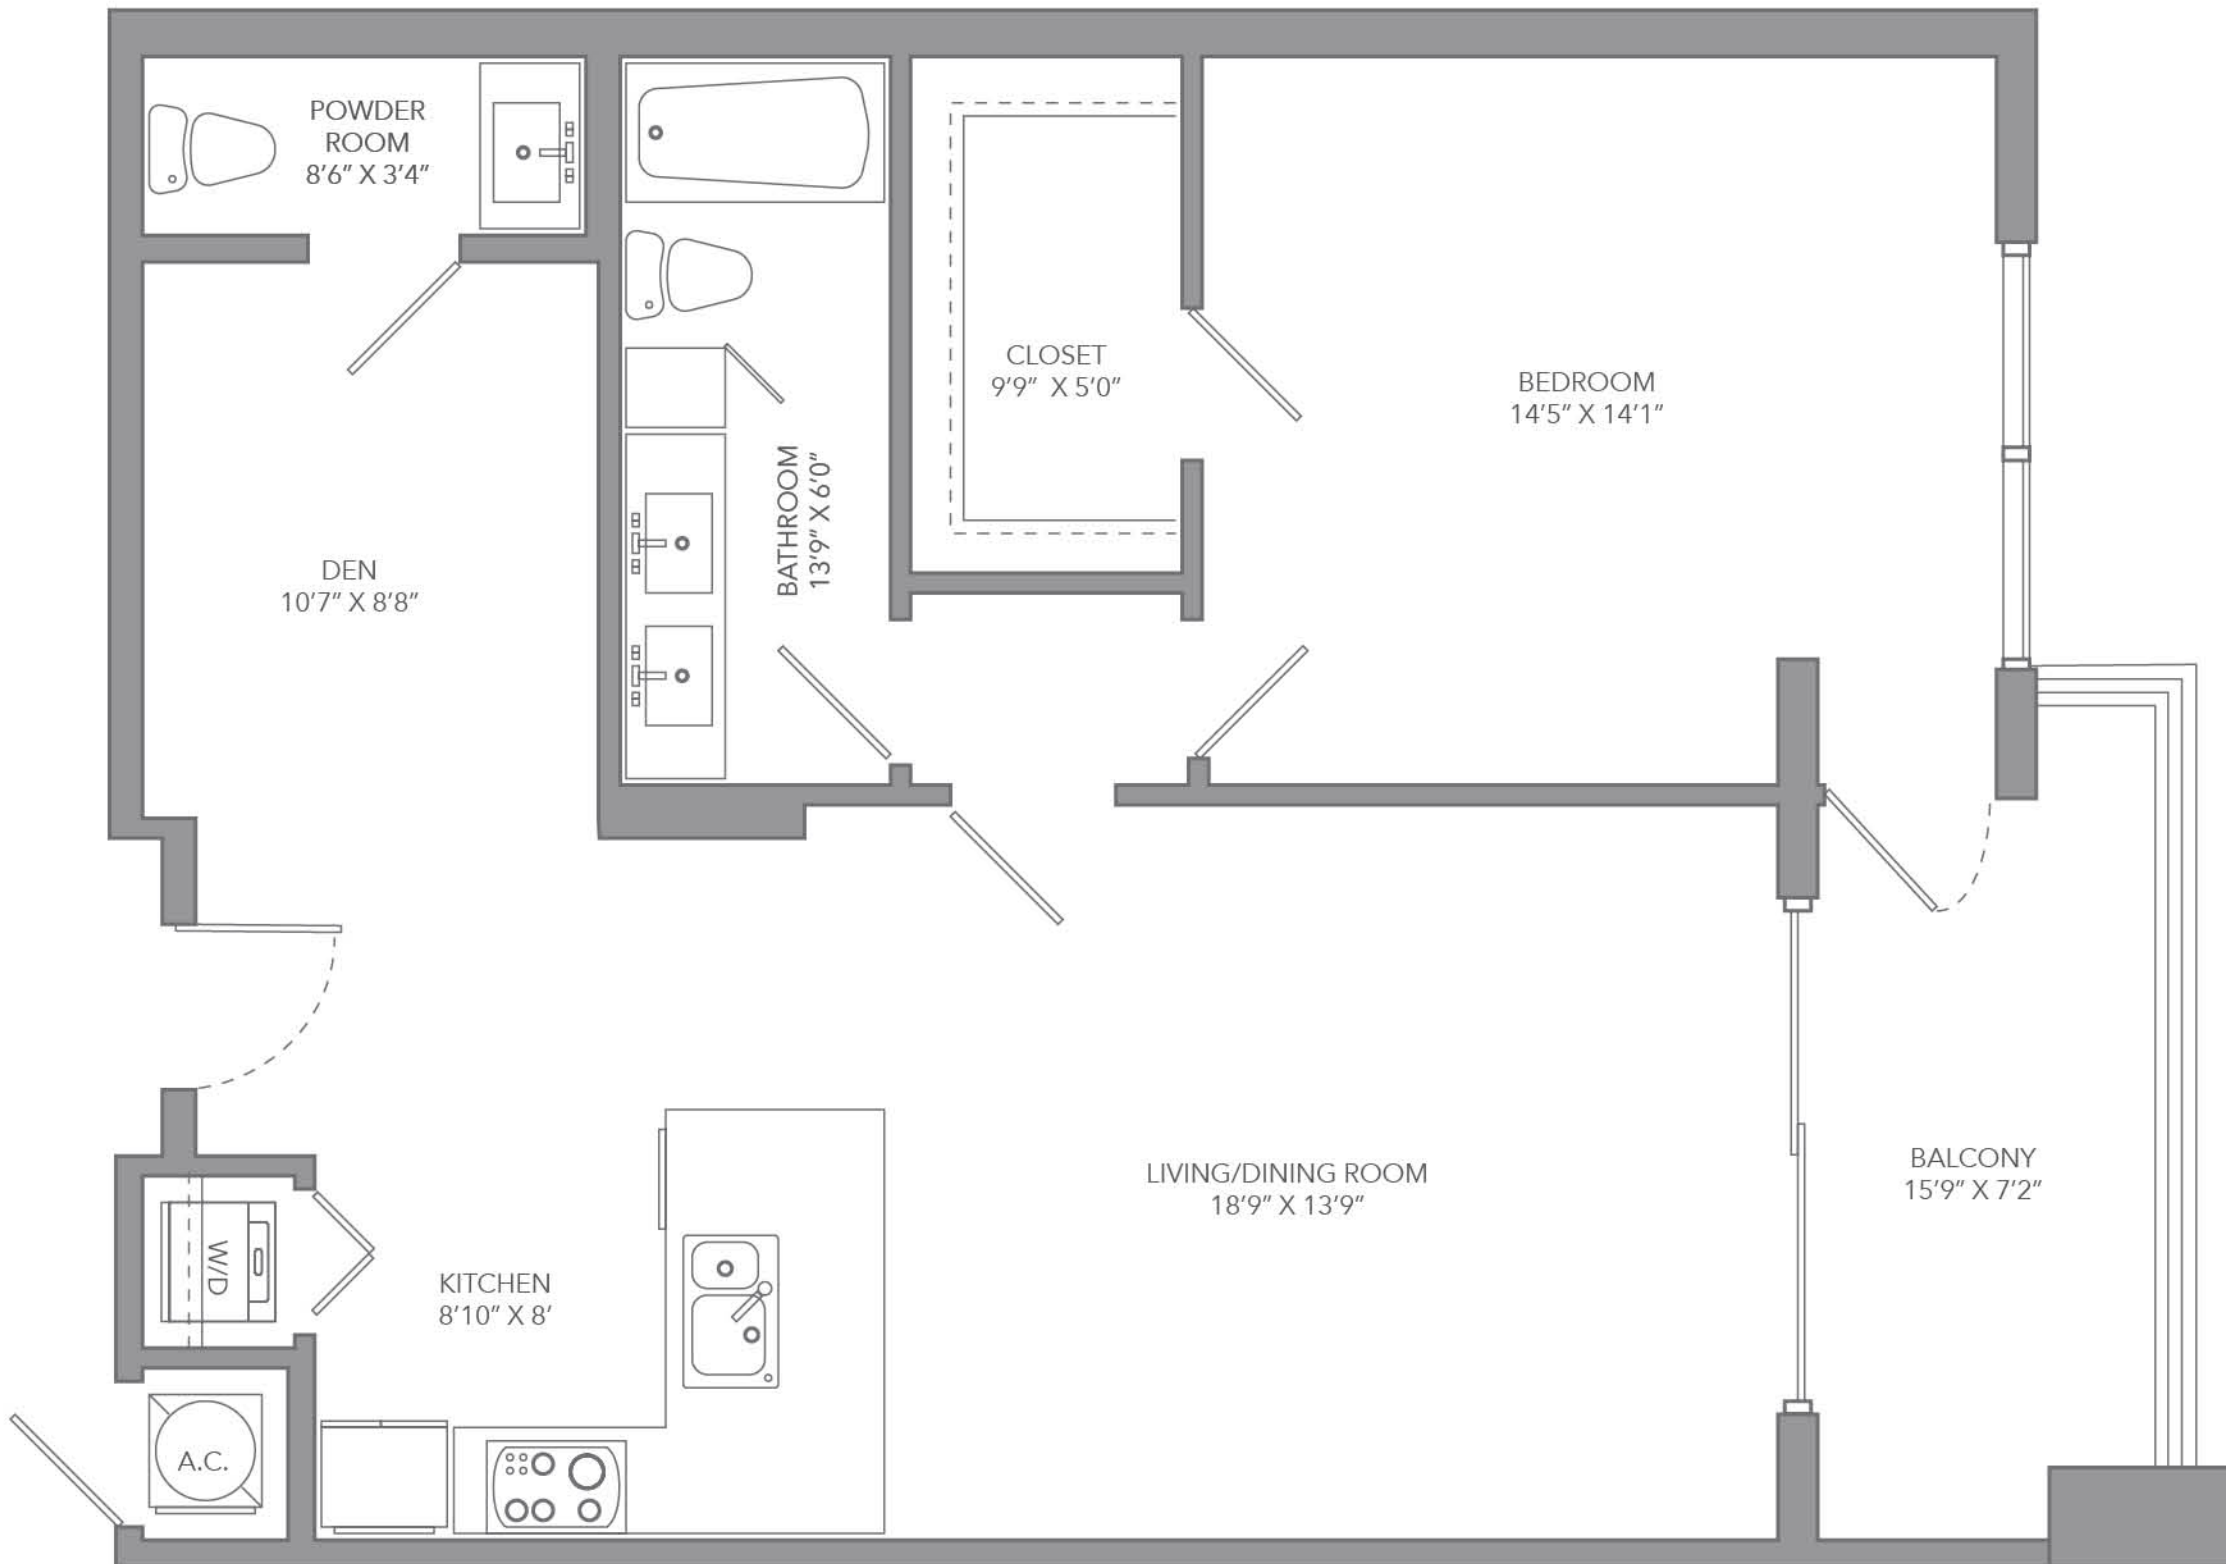 POWDER
ROOM
8'6" X 3'4"
CLOSET
9'9" X 5'0"
BEDROOM
14'5" X 14'1"
BATHROOM
13'9" X 6'0"
DEN
10'7" X 8'8"
LIVING/DINING ROOM
18'9" X 13'9"
BALCONY
15'9" X 7'2"
W/D
KITCHEN
8'10" X 8'
A.C.